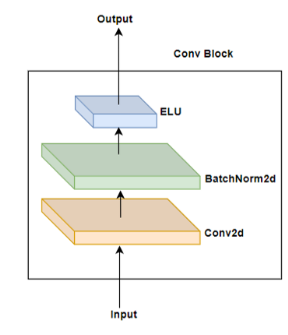 Output
Conv Block
ELU
BatchNorm2d
Conv2d
Input